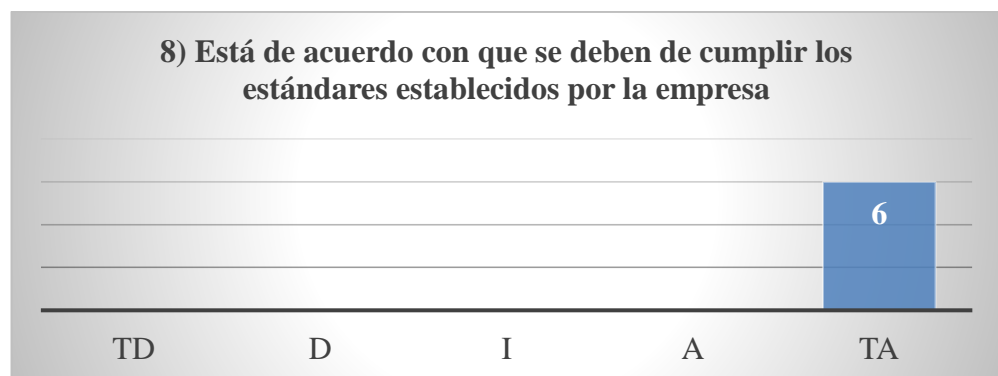 8) Está de acuerdo con que se deben de cumplir los
estándares establecidos por la empresa
6
TD D I A TA